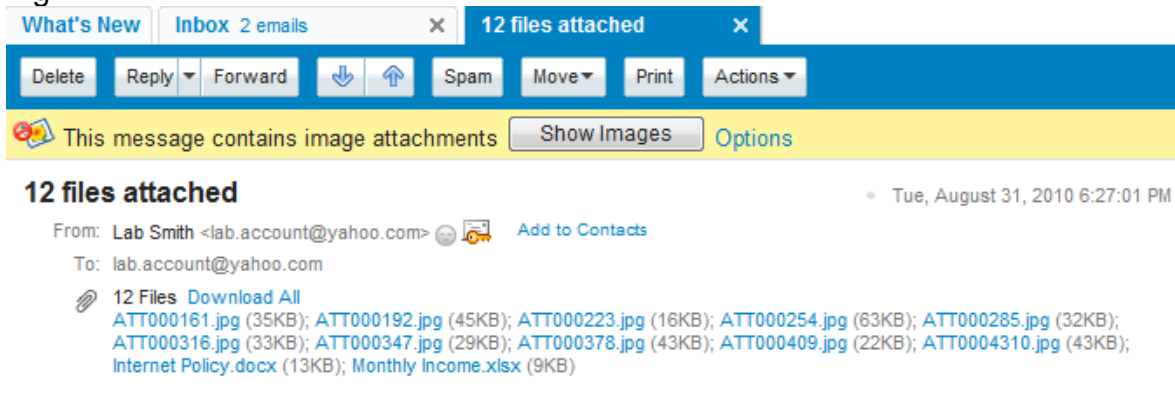 What's New Inbox 2 emails × 12 files attached ×
Delete Reply Forward Spam Move Print Actions
This message contains image attachments Show Images Options
12 files attached Tue, August 31, 2010 6:27:01 PM
From: Lab Smith <lab.account@yahoo.com> Add to Contacts
To: lab.account@yahoo.com
12 Files Download All
ATT000161.jpg (35KB); ATT000192.jpg (45KB); ATT000223.jpg (16KB); ATT000254.jpg (63KB); ATT000285.jpg (32KB);
ATT000316.jpg (33KB); ATT000347.jpg (29KB); ATT000378.jpg (43KB); ATT000409.jpg (22KB); ATT0004310.jpg (43KB);
Internet Policy.docx (13KB); Monthly Income.xlsx (9KB)